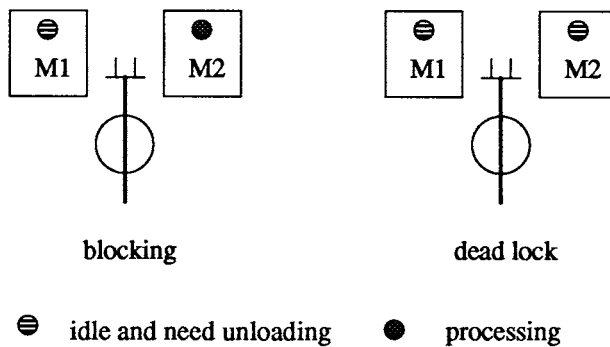 M1 M2 M1 M2
blocking dead lock
idle and need unloading processing